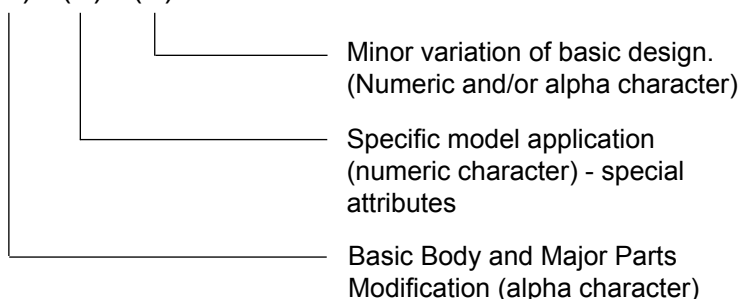 Minor variation of basic design.
(Numeric and/or alpha character)
Specific model application
(numeric character) - special
attributes
Basic Body and Major Parts
Modification (alpha character)